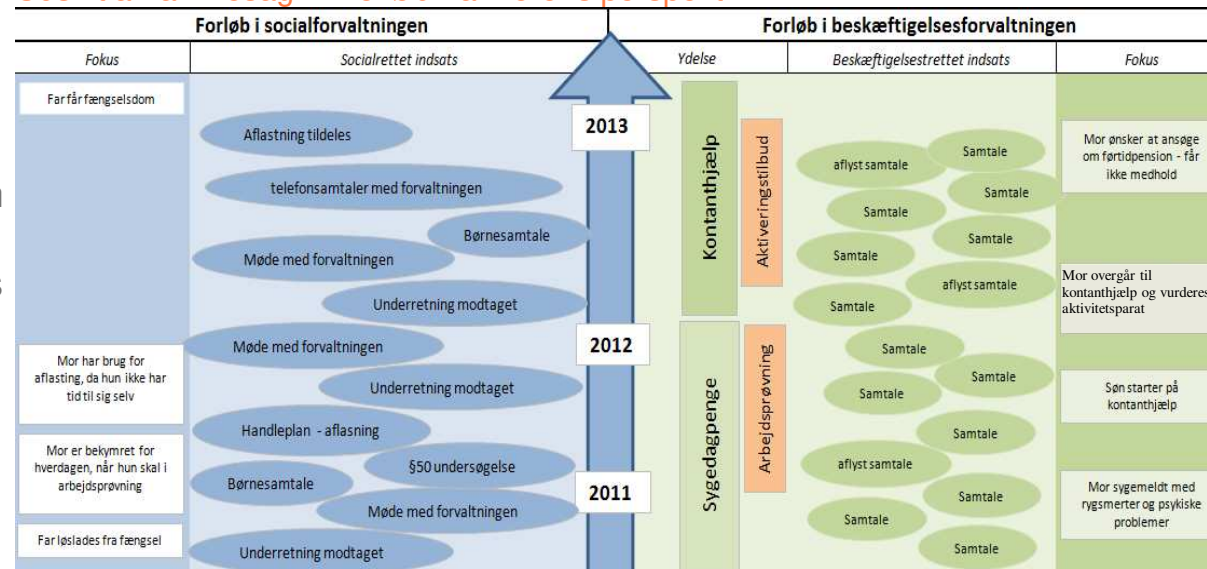 Forløb i socialforvaltningen
Forløb i beskæftigelsesforvaltningen
Fokus
Socialrettet indsats
Ydelse
Beskæftigelsestrettet indsats
Fokus
Far får fængselsdom
Mor har brug for
aflasting, da hun ikke har
tid til sig selv
Mor er bekymret for
hverdagen, når hun skal i
arbejdsprøvning
Far løslades fra fængsel
Aflastning tildeles
telefonsamtaler med forvaltningen
Børnesamtale
Møde med forvaltningen
Underretning modtaget
Møde med forvaltningen
Underretning modtaget
Handleplan - aflasning
§50 undersøgelse
Børnesamtale
Møde med forvaltningen
Underretning modtaget
2013
2012
2011
Kontanthjælp
Aktiveringstilbud
Sygedagpenge
Arbejdsprøvning
Samtale
aflyst samtale
Samtale
Samtale
Samtale
Samtale
aflyst samtale
Samtale
Samtale
Samtale
Samtale
Samtale
aflyst samtale
Samtale
Samtale
Samtale
Mor ønsker at ansøge
om førtidpension - får
ikke medhold
Mor overgår til
kontanthjælp og vurderes
aktivitetsparat
Søn starter på
kontanthjælp
Mor sygemeldt med
rygsmerter og psykiske
problemer